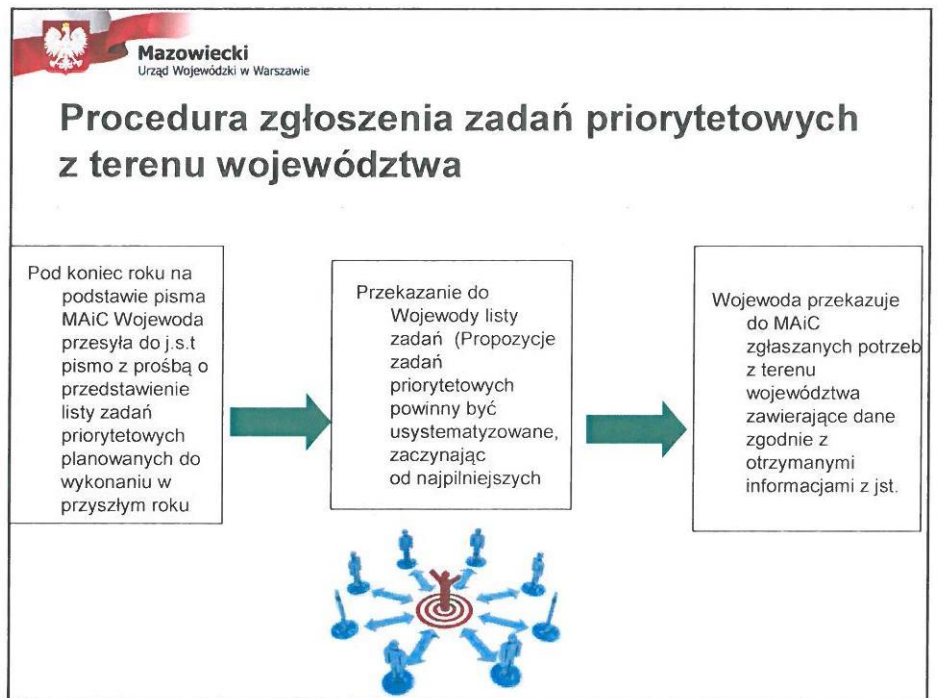 Mazowiecki
Urząd Wojewódzki w Warszawie
Procedura zgłoszenia zadań priorytetowych
z terenu województwa
Pod koniec roku na
podstawie pisma
MAiC Wojewoda
przesyła do j.s.t
pismo z prośbą o
przedstawienie
listy zadań
priorytetowych
planowanych do
wykonaniu w
przyszłym roku
Przekazanie do
Wojewody listy
zadań (Propozycje
zadań
priorytetowych
powinny być
usystematyzowane,
zaczynając
od najpilniejszych
Wojewoda przekazuje
do MAiC
zgłaszanych potrzeb
z terenu
województwa
zawierające dane
zgodnie z
otrzymanymi
informacjami z jst.